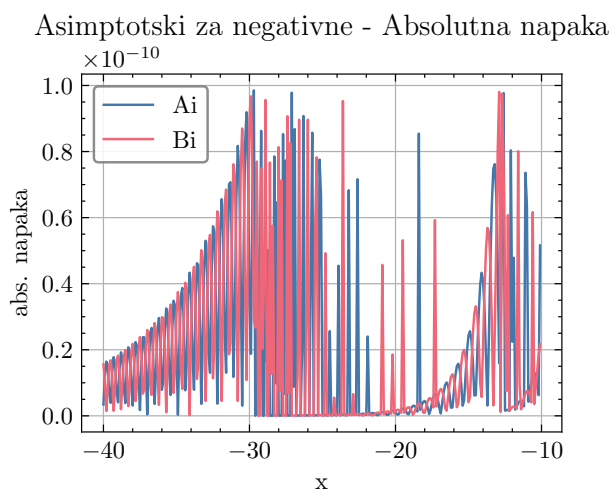 Asimptotski za negativne - Absolutna napaka
×10⁻¹⁰
1.0
0.8
0.6
0.4
0.2
0.0
abs. napaka
Ai
Bi
−40
−30
−20
−10
x